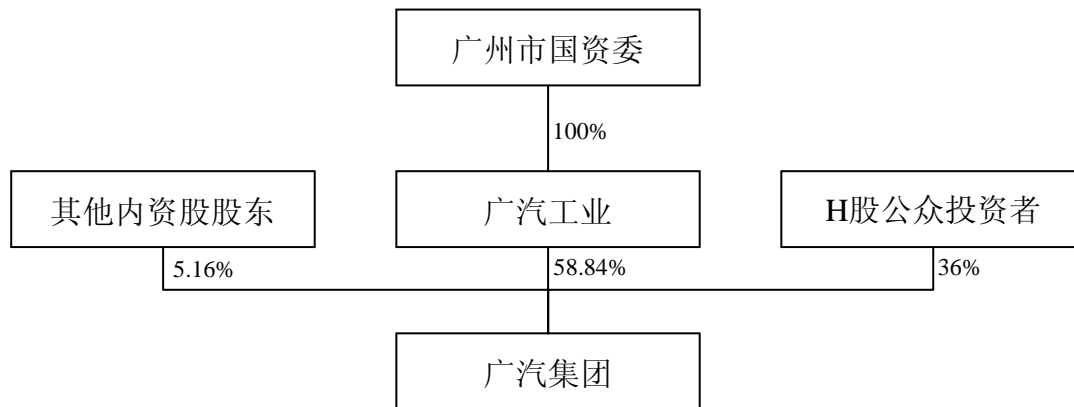 广州市国资委
100%
其他内资股股东
广汽工业
H股公众投资者
5.16%
58.84%
36%
广汽集团